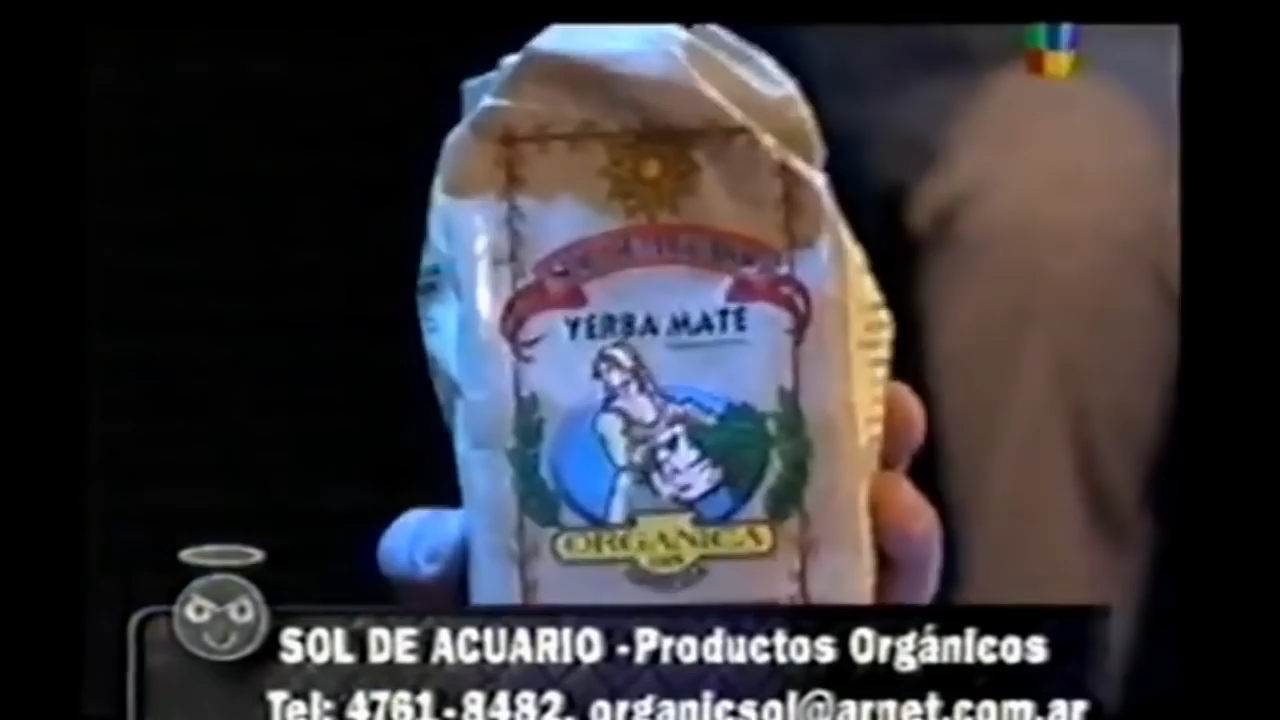 YERBA MATE
ORGANICA
SOL DE ACUARIO -Productos Orgánicos
Tel: 4761-8482. organicsol@arnet.com.ar